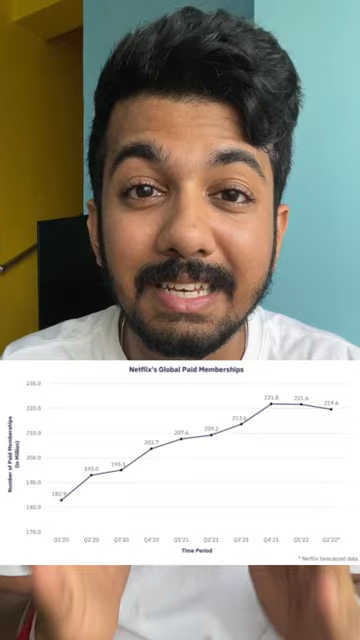 Netflix's Global Paid Memberships
Number of Paid Memberships
(in Million)
230.0
220.0
210.0
200.0
190.0
180.0
170.0
182.9
193.0
195.1
203.7
207.6
209.2
213.6
221.8
221.6
219.6
Q1'20
Q2'20
Q3'20
Q4'20
Q1'21
Q2'21
Q3'21
Q4'21
Q1'22
Q2'22*
Time Period
* Netflix forecasted data